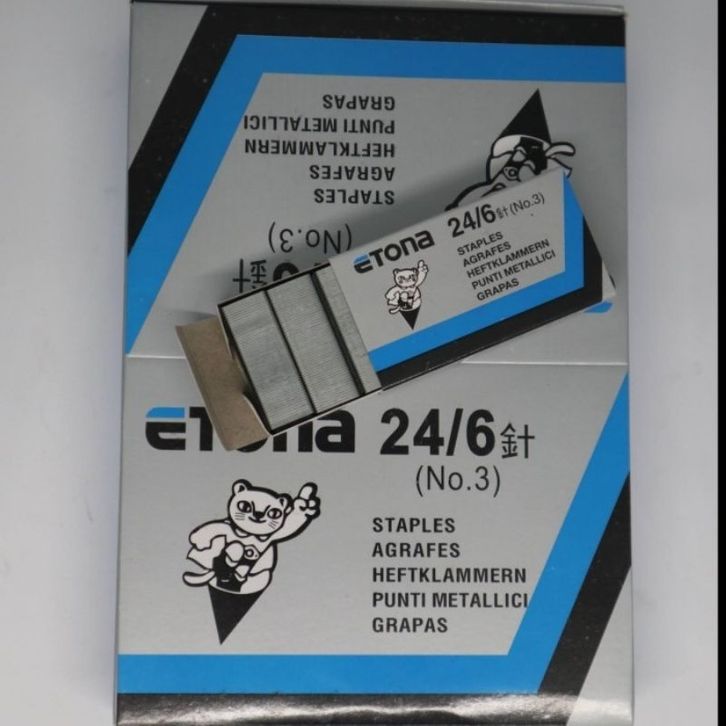 GRAPAS
PUNTI METALLICI
HEFTKLAMMERN
AGRAFES
STAPLES
(No.3)
針
ETONA 24/6針(No.3)
STAPLES
AGRAFES
HEFTKLAMMERN
PUNTI METALLICI
GRAPAS
ETONA 24/6針
(No.3)
STAPLES
AGRAFES
HEFTKLAMMERN
PUNTI METALLICI
GRAPAS